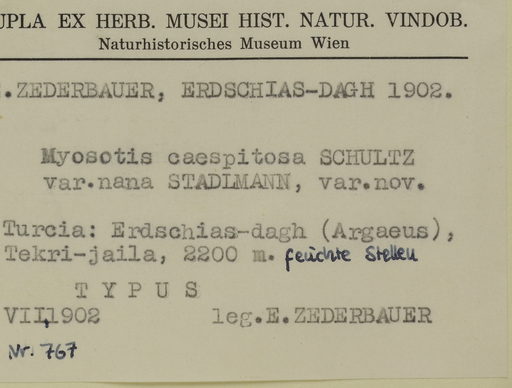 UPLA EX HERB. MUSEI HIST. NATUR. VINDOB.
Naturhistorisches Museum Wien
.ZEDERBAUER, ERDSCHIAS-DAGH 1902.
Myosotis caespitosa SCHULTZ
var.nana STADLMANN, var.nov.
Turcia: Erdschias-dagh (Argaeus),
Tekri-jaila, 2200 m. feuchte Stellen
T Y P U S
VII,1902 leg.E.ZEDERBAUER
Nr. 767